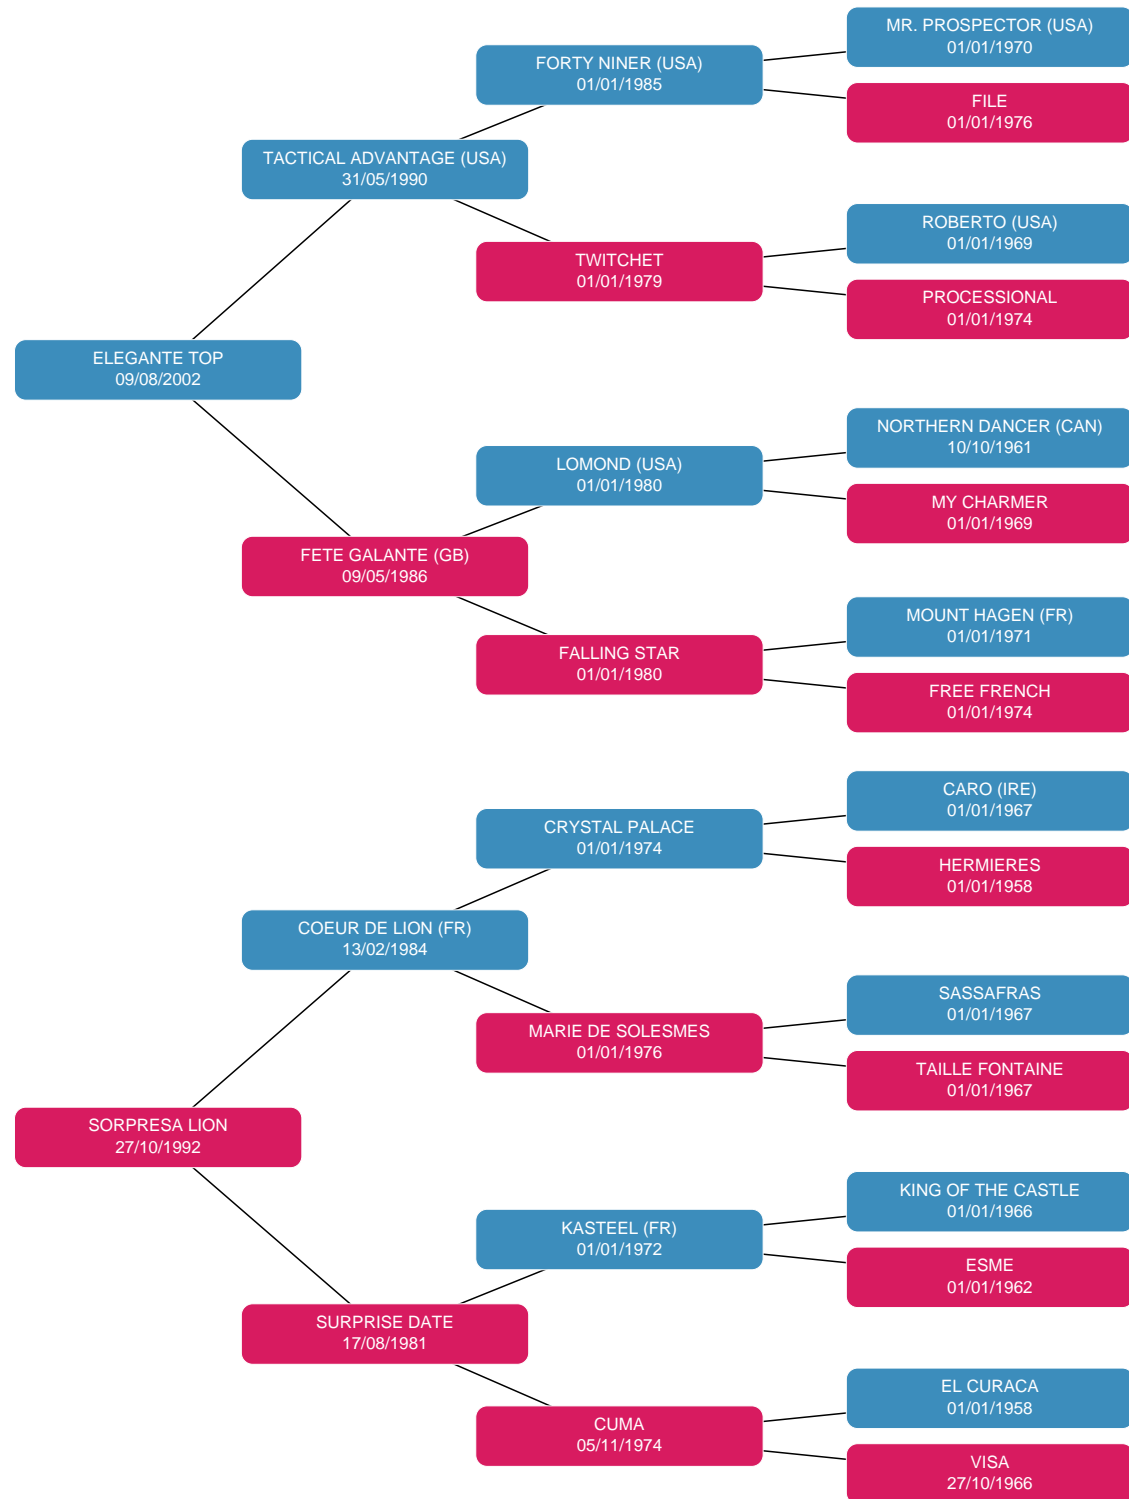 MR. PROSPECTOR (USA)
01/01/1970
FORTY NINER (USA)
01/01/1985
FILE
01/01/1976
TACTICAL ADVANTAGE (USA)
31/05/1990
ROBERTO (USA)
01/01/1969
TWITCHET
01/01/1979
PROCESSIONAL
01/01/1974
ELEGANTE TOP
09/08/2002
NORTHERN DANCER (CAN)
10/10/1961
LOMOND (USA)
01/01/1980
MY CHARMER
01/01/1969
FETE GALANTE (GB)
09/05/1986
MOUNT HAGEN (FR)
01/01/1971
FALLING STAR
01/01/1980
FREE FRENCH
01/01/1974
CARO (IRE)
01/01/1967
CRYSTAL PALACE
01/01/1974
HERMIERES
01/01/1958
COEUR DE LION (FR)
13/02/1984
SASSAFRAS
01/01/1967
MARIE DE SOLESMES
01/01/1976
TAILLE FONTAINE
01/01/1967
SORPRESA LION
27/10/1992
KING OF THE CASTLE
01/01/1966
KASTEEL (FR)
01/01/1972
ESME
01/01/1962
SURPRISE DATE
17/08/1981
EL CURACA
01/01/1958
CUMA
05/11/1974
VISA
27/10/1966